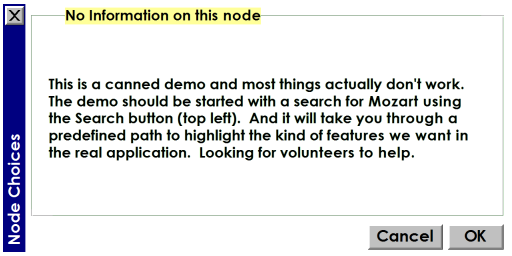 X
No Information on this node
This is a canned demo and most things actually don't work.
The demo should be started with a search for Mozart using
the Search button (top left).  And it will take you through a
predefined path to highlight the kind of features we want in
the real application.  Looking for volunteers to help.
Node Choices
Cancel
OK